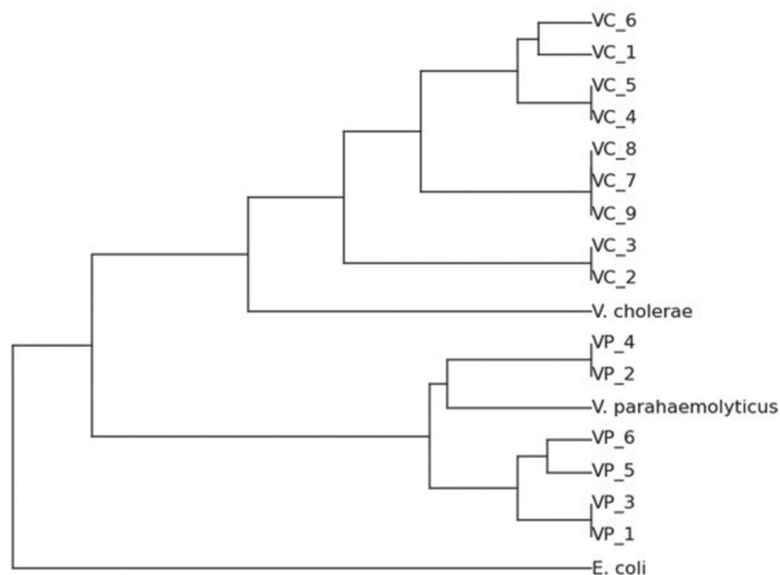 VC_6
VC_1
VC_5
VC_4
VC_8
VC_7
VC_9
VC_3
VC_2
V. cholerae
VP_4
VP_2
V. parahaemolyticus
VP_6
VP_5
VP_3
VP_1
E. coli